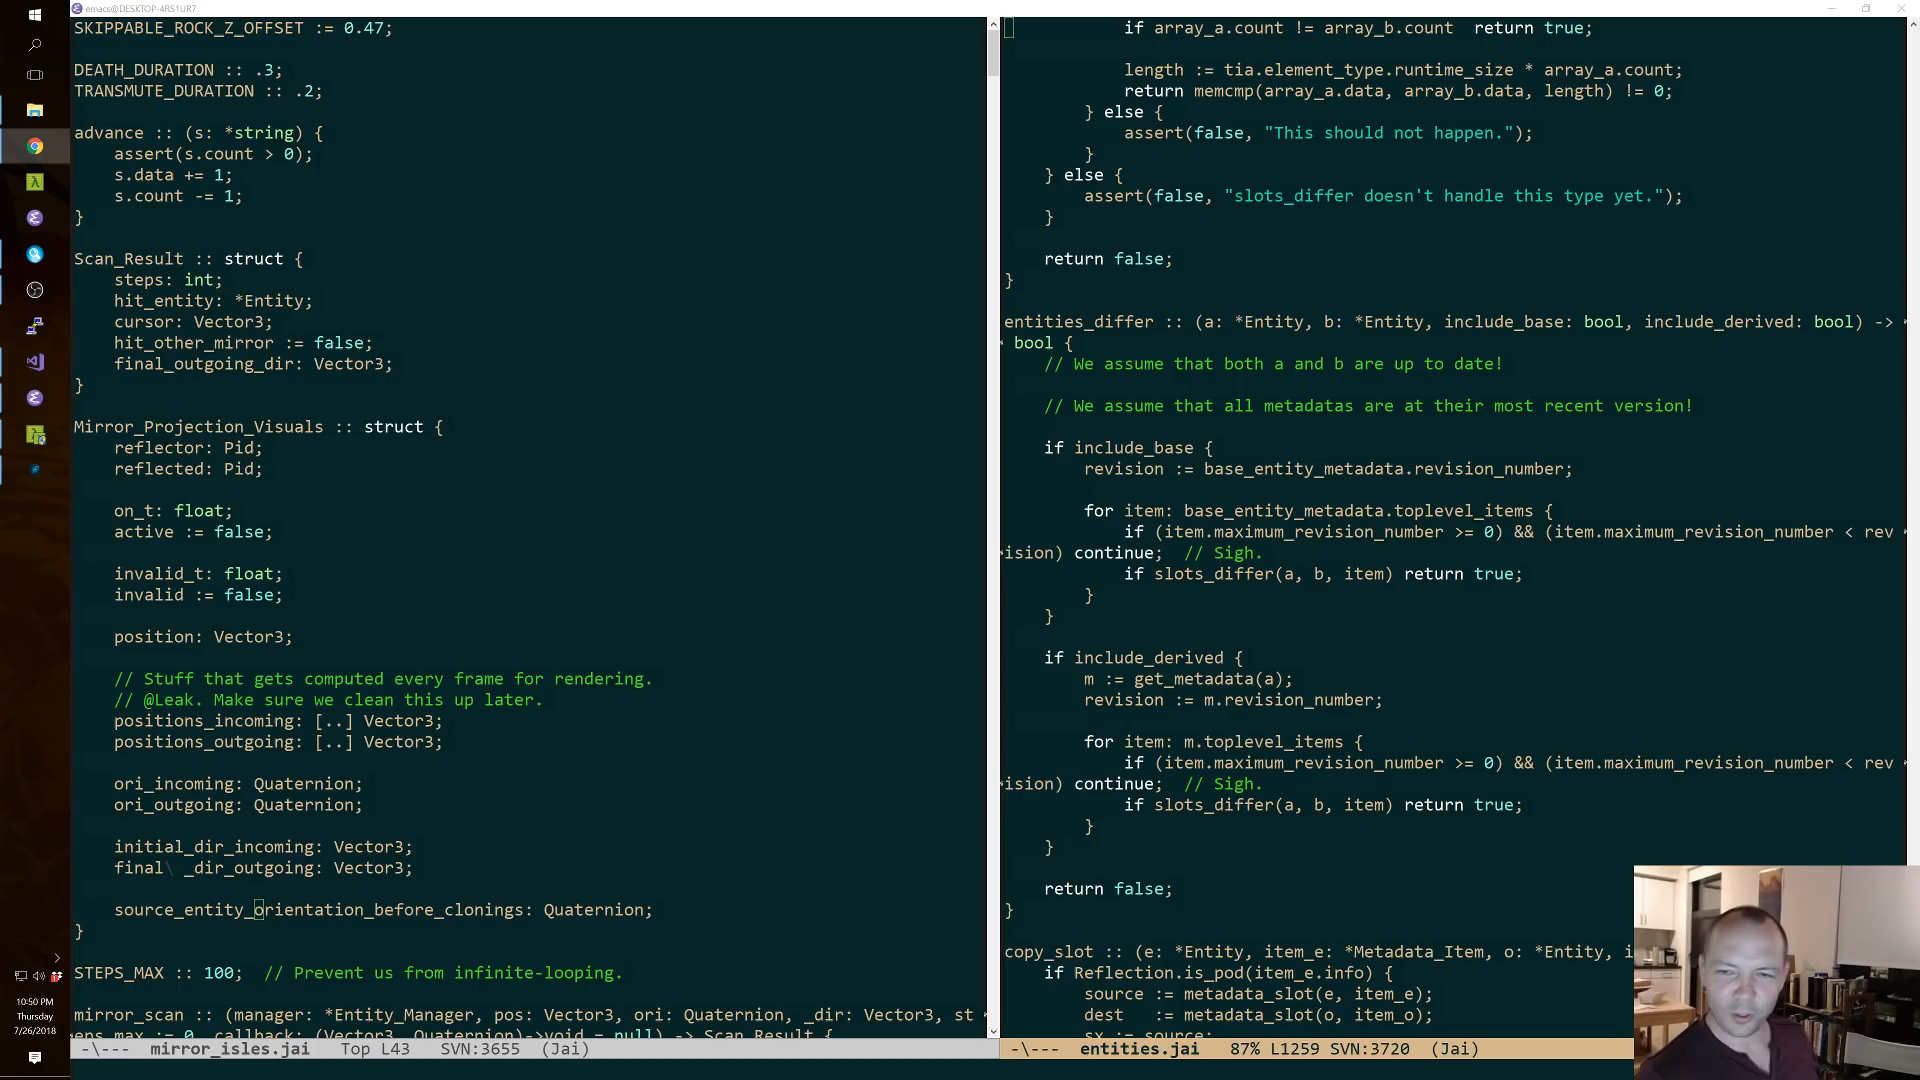 emacs@DESKTOP-4RS1UR7
SKIPPABLE_ROCK_Z_OFFSET := 0.47;
DEATH_DURATION :: .3;
TRANSMUTE_DURATION :: .2;
advance :: (s: *string) {
assert(s.count > 0);
s.data += 1;
s.count -= 1;
}
Scan_Result :: struct {
steps: int;
hit_entity: *Entity;
cursor: Vector3;
hit_other_mirror := false;
final_outgoing_dir: Vector3;
}
Mirror_Projection_Visuals :: struct {
reflector: Pid;
reflected: Pid;
on_t: float;
active := false;
invalid_t: float;
invalid := false;
position: Vector3;
// Stuff that gets computed every frame for rendering.
// @Leak. Make sure we clean this up later.
positions_incoming: [..] Vector3;
positions_outgoing: [..] Vector3;
ori_incoming: Quaternion;
ori_outgoing: Quaternion;
initial_dir_incoming: Vector3;
final\ _dir_outgoing: Vector3;
source_entity_orientation_before_clonings: Quaternion;
}
STEPS_MAX :: 100;  // Prevent us from infinite-looping.
mirror_scan :: (manager: *Entity_Manager, pos: Vector3, ori: Quaternion, _dir: Vector3, st
eps_max := 0, callback: (Vector3, Quaternion)->void = null) -> Scan_Result {
-\--- mirror_isles.jai Top L43 SVN:3655 (Jai)
if array_a.count != array_b.count  return true;
length := tia.element_type.runtime_size * array_a.count;
return memcmp(array_a.data, array_b.data, length) != 0;
} else {
assert(false, "This should not happen.");
}
} else {
assert(false, "slots_differ doesn't handle this type yet.");
}
return false;
}
entities_differ :: (a: *Entity, b: *Entity, include_base: bool, include_derived: bool) ->
bool {
// We assume that both a and b are up to date!
// We assume that all metadatas are at their most recent version!
if include_base {
revision := base_entity_metadata.revision_number;
for item: base_entity_metadata.toplevel_items {
if (item.maximum_revision_number >= 0) && (item.maximum_revision_number < rev
ision) continue;  // Sigh.
if slots_differ(a, b, item) return true;
}
}
if include_derived {
m := get_metadata(a);
revision := m.revision_number;
for item: m.toplevel_items {
if (item.maximum_revision_number >= 0) && (item.maximum_revision_number < rev
ision) continue;  // Sigh.
if slots_differ(a, b, item) return true;
}
}
return false;
}
copy_slot :: (e: *Entity, item_e: *Metadata_Item, o: *Entity, i
if Reflection.is_pod(item_e.info) {
source := metadata_slot(e, item_e);
dest   := metadata_slot(o, item_o);
sx := source;
-\--- entities.jai 87% L1259 SVN:3720 (Jai)
10:50 PM
Thursday
7/26/2018